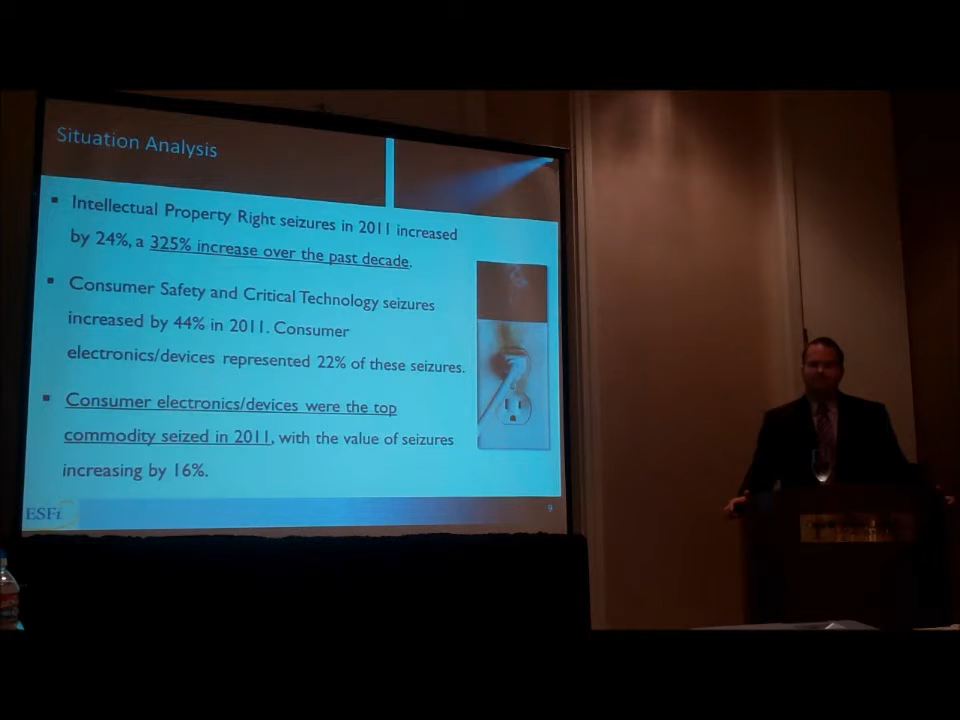 Situation Analysis
▪ Intellectual Property Right seizures in 2011 increased
by 24%, a 325% increase over the past decade.
▪ Consumer Safety and Critical Technology seizures
increased by 44% in 2011. Consumer
electronics/devices represented 22% of these seizures.
▪ Consumer electronics/devices were the top
commodity seized in 2011, with the value of seizures
increasing by 16%.
ESFi
9